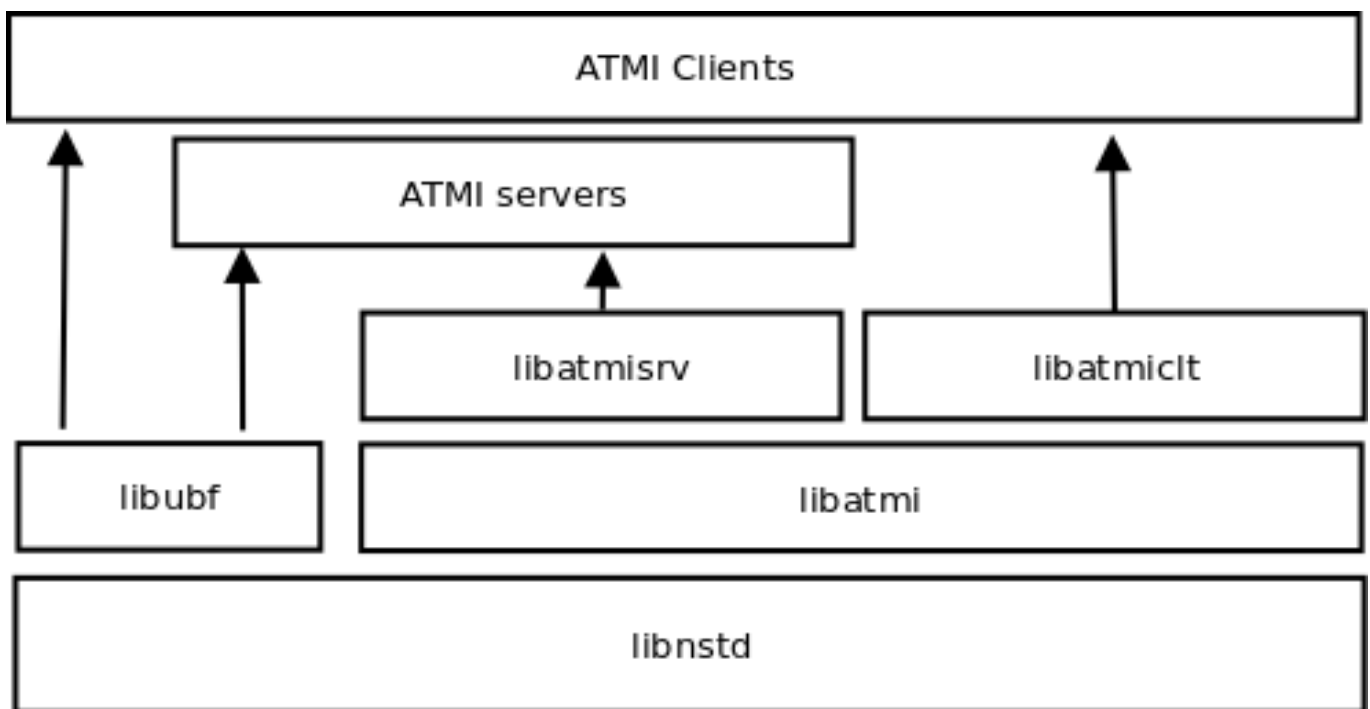 ATMI Clients
ATMI servers
libatmisrv
libatmiclt
libubf
libatmi
libnstd